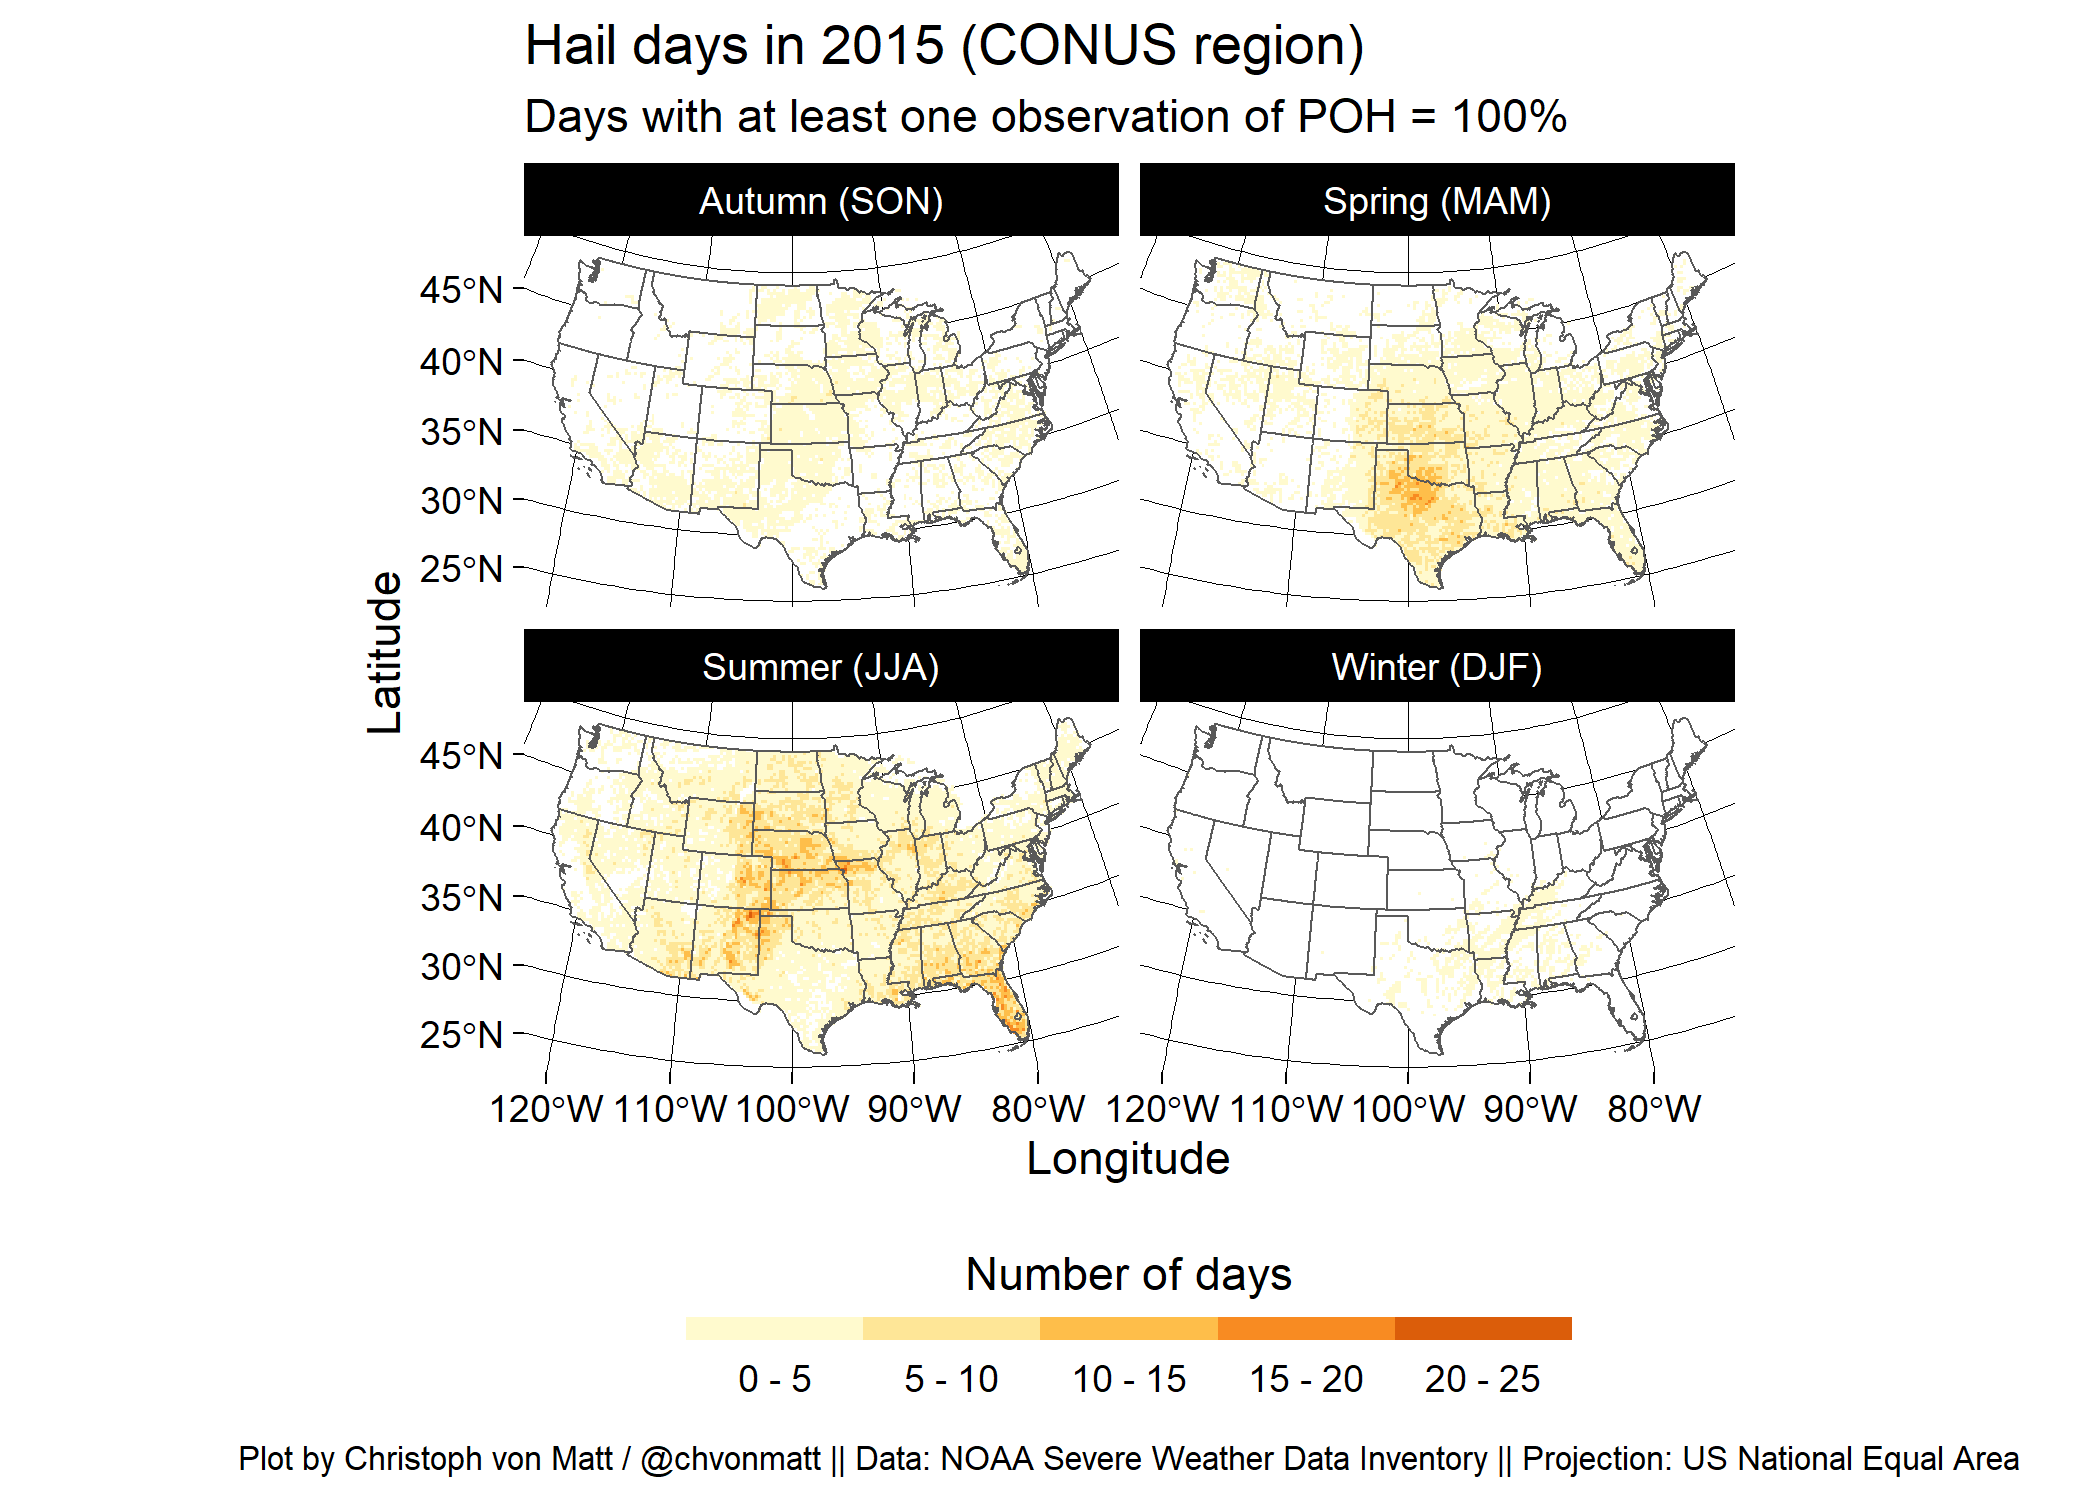 Hail days in 2015 (CONUS region)
Days with at least one observation of POH = 100%
Autumn (SON)
Spring (MAM)
45°N
40°N
35°N
30°N
25°N
Latitude
Summer (JJA)
Winter (DJF)
45°N
40°N
35°N
30°N
25°N
120°W 110°W 100°W 90°W 80°W 120°W 110°W 100°W 90°W 80°W
Longitude
Number of days
0 - 5 5 - 10 10 - 15 15 - 20 20 - 25
Plot by Christoph von Matt / @chvonmatt || Data: NOAA Severe Weather Data Inventory || Projection: US National Equal Area